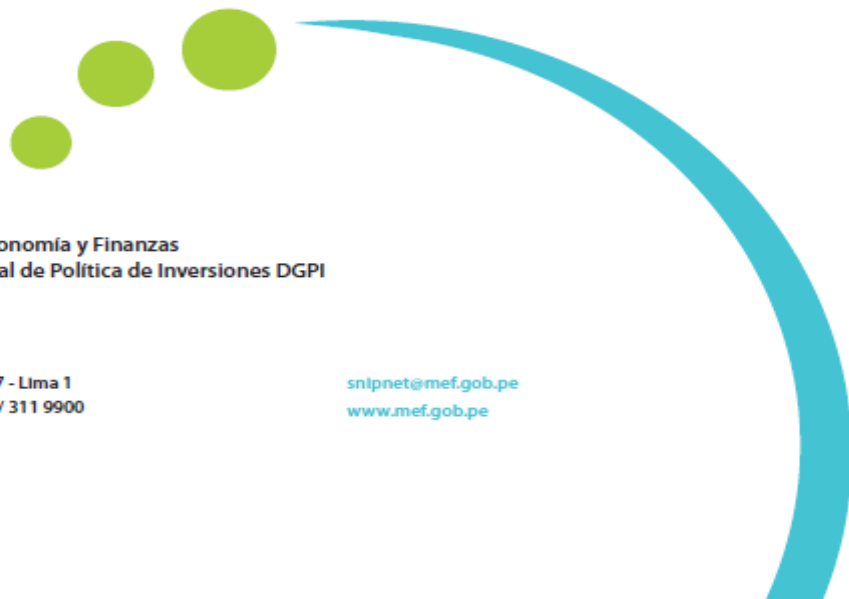 onomía y Finanzas
al de Política de Inversiones DGPI
7 - Lima 1
/ 311 9900
snipnet@mef.gob.pe
www.mef.gob.pe